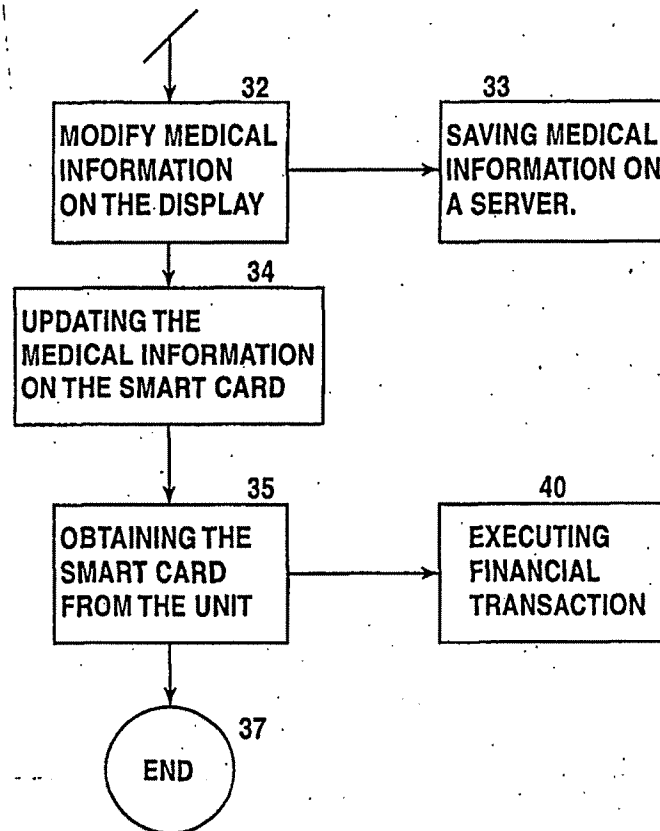 32
MODIFY MEDICAL
INFORMATION
ON THE DISPLAY
33
SAVING MEDICAL
INFORMATION ON
A SERVER.
34
UPDATING THE
MEDICAL INFORMATION
ON THE SMART CARD
35
OBTAINING THE
SMART CARD
FROM THE UNIT
40
EXECUTING
FINANCIAL
TRANSACTION
37
END